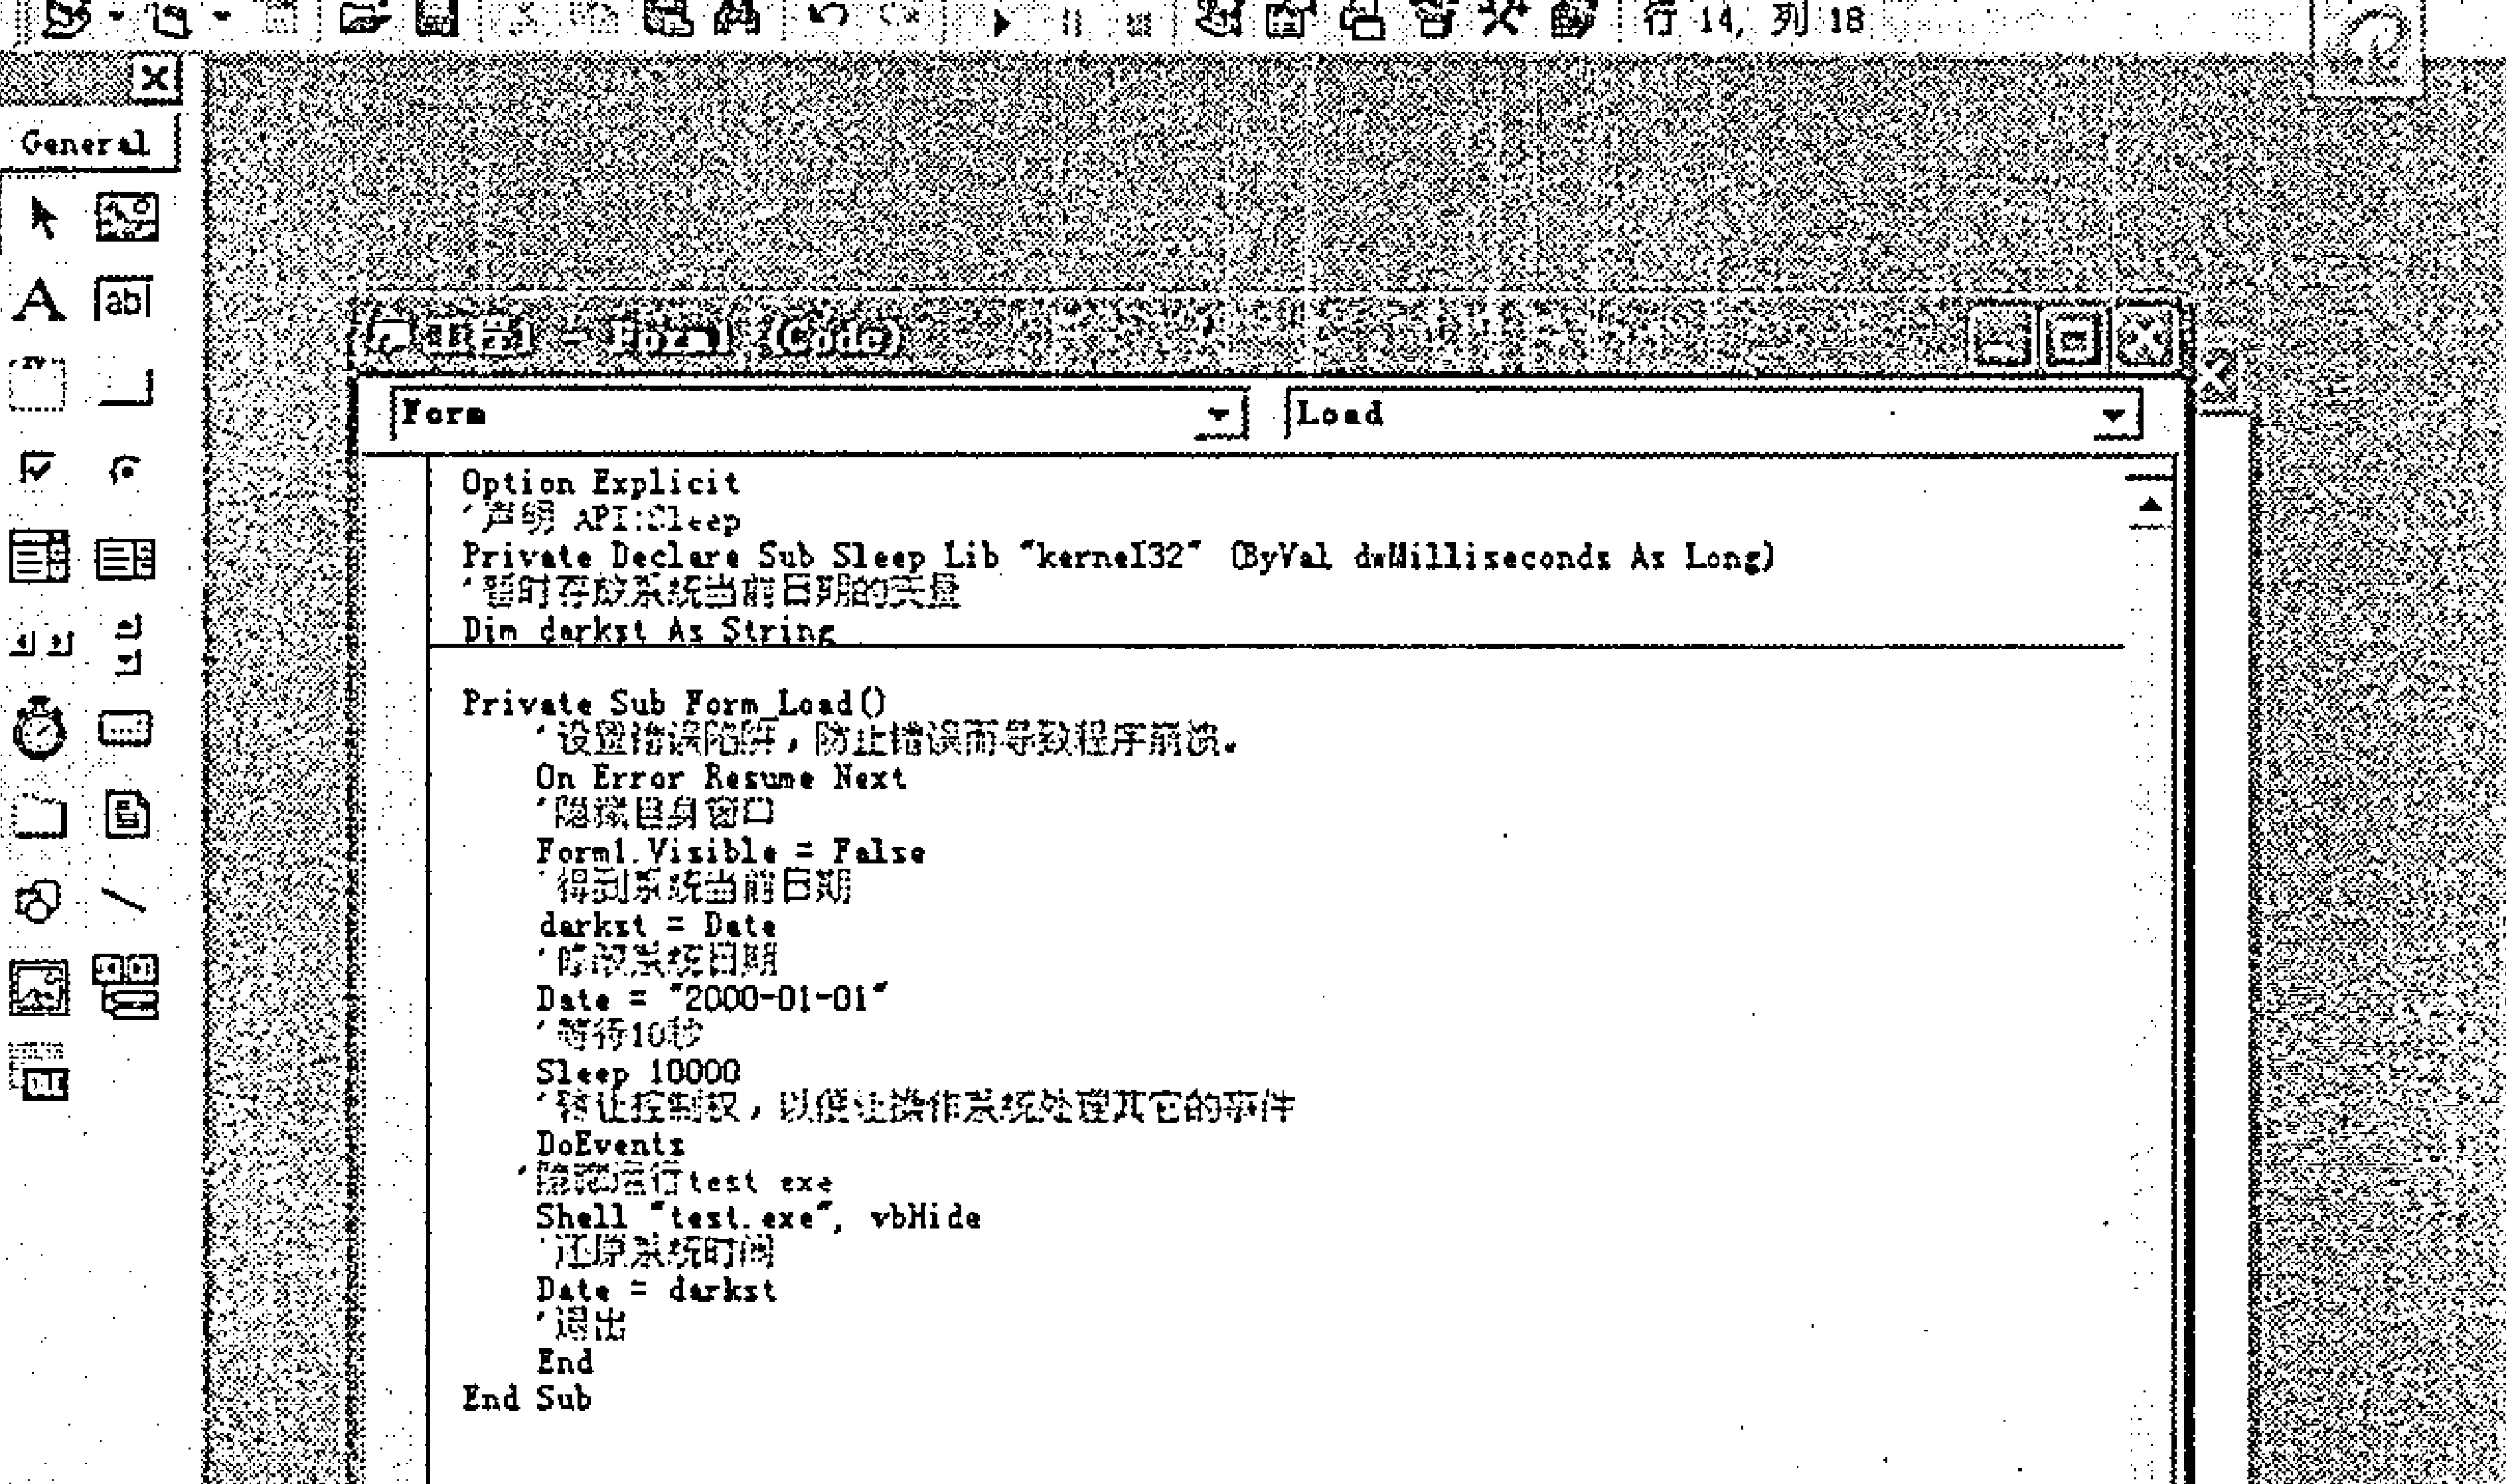 行 14, 列 18
General
工程1 - Form1 (Code)
Form
Load
Option Explicit
'声明 API:Sleep
Private Declare Sub Sleep Lib "kernel32" (ByVal dwMilliseconds As Long)
'暂时存放系统当前日期的变量
Dim darkst As String
Private Sub Form_Load()
'设置错误陷阱，防止错误而导致程序崩溃。
On Error Resume Next
'隐藏自身窗口
Form1.Visible = False
'得到系统当前日期
darkst = Date
'修改系统日期
Date = "2000-01-01"
'等待10秒
Sleep 10000
'转让控制权，以便让操作系统处理其它的事件
DoEvents
'隐藏运行test exe
Shell "test.exe", vbHide
'还原系统时间
Date = darkst
'退出
End
End Sub